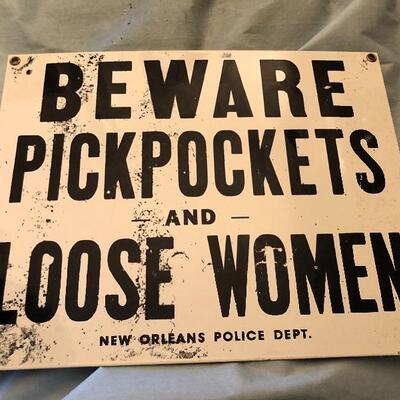 BEWARE
PICKPOCKETS
— AND —
LOOSE WOMEN
NEW ORLEANS POLICE DEPT.